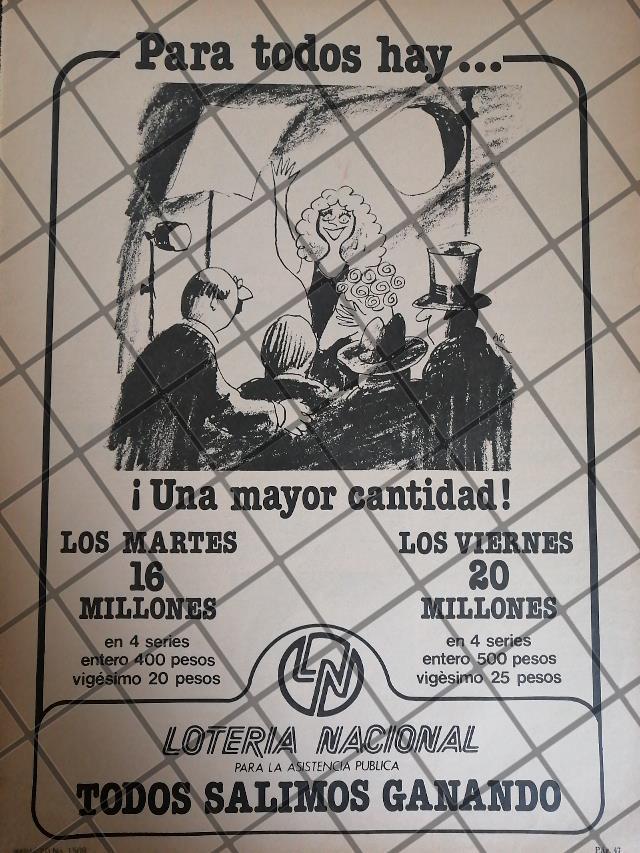 Para todos hay...
¡Una mayor cantidad!
LOS MARTES
16
MILLONES
en 4 series
entero 400 pesos
vigésimo 20 pesos
LOS VIERNES
20
MILLONES
en 4 series
entero 500 pesos
vigèsimo 25 pesos
LN
LOTERIA NACIONAL
PARA LA ASISTENCIA PUBLICA
TODOS SALIMOS GANANDO